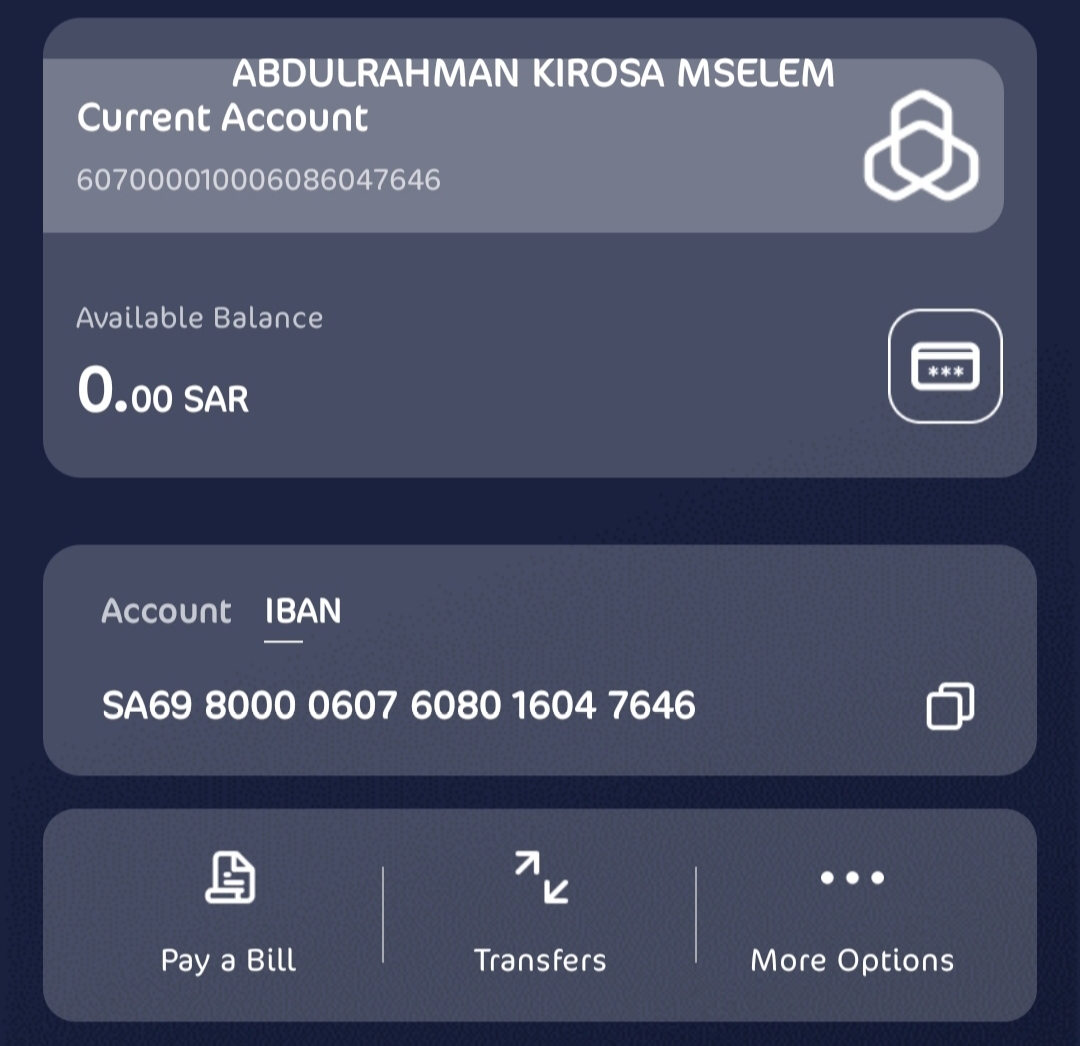 ABDULRAHMAN KIROSA MSELEM
Current Account
607000010006086047646
Available Balance
0.00 SAR
***
Account IBAN
SA69 8000 0607 6080 1604 7646
Pay a Bill Transfers More Options